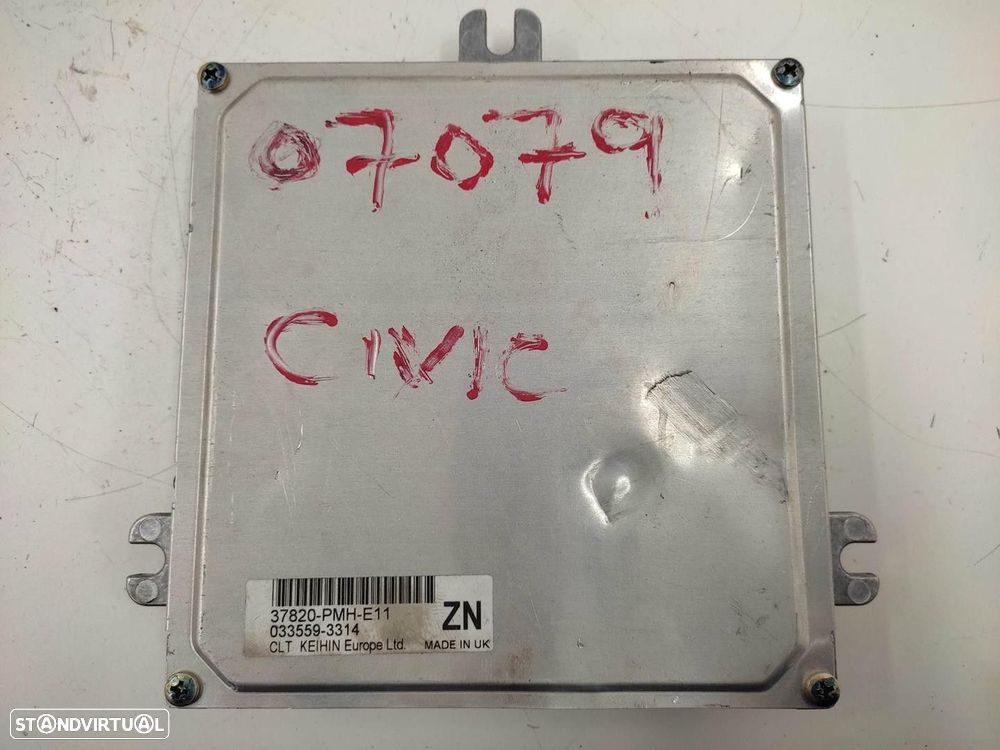 07079
CIVIC
37820-PMH-E11
033559-3314
ZN
CLT KEIHIN Europe Ltd. MADE IN UK
STANDVIRTUAL